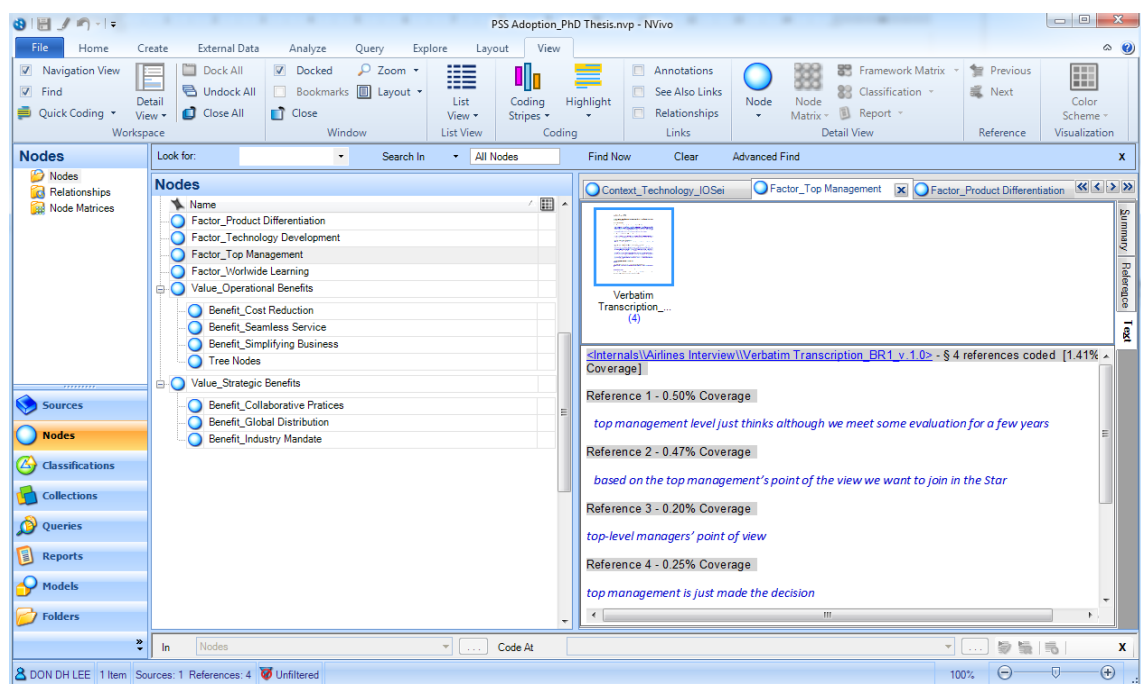 PSS Adoption_PhD Thesis.nvp - NVivo
File Home Create External Data Analyze Query Explore Layout View
Navigation View Dock All Docked Zoom Annotations Framework Matrix Previous
Find Undock All Bookmarks Layout See Also Links Classification Next
Quick Coding Close All Close Relationships Report
Detail View
List View
Coding Stripes
Highlight
Node
Node Matrix
Color Scheme
Workspace Window List View Coding Links Detail View Reference Visualization
Nodes
Nodes
Relationships
Node Matrices
Sources
Nodes
Classifications
Collections
Queries
Reports
Models
Folders
Look for: Search In All Nodes Find Now Clear Advanced Find x
Nodes
Name
Factor_Product Differentiation
Factor_Technology Development
Factor_Top Management
Factor_Worlwide Learning
Value_Operational Benefits
Benefit_Cost Reduction
Benefit_Seamless Service
Benefit_Simplifying Business
Tree Nodes
Value_Strategic Benefits
Benefit_Collaborative Pratices
Benefit_Global Distribution
Benefit_Industry Mandate
Context_Technology_IOSei Factor_Top Management Factor_Product Differentiation
Summary
Reference
Text
Verbatim
Transcription_...
(4)
<Internals\\Airlines Interview\\Verbatim Transcription_BR1_v.1.0> - § 4 references coded [1.41%
Coverage]
Reference 1 - 0.50% Coverage
top management level just thinks although we meet some evaluation for a few years
Reference 2 - 0.47% Coverage
based on the top management's point of the view we want to join in the Star
Reference 3 - 0.20% Coverage
top-level managers' point of view
Reference 4 - 0.25% Coverage
top management is just made the decision
In Nodes ... Code At ... x
DON DH LEE 1 Item Sources: 1 References: 4 Unfiltered 100%